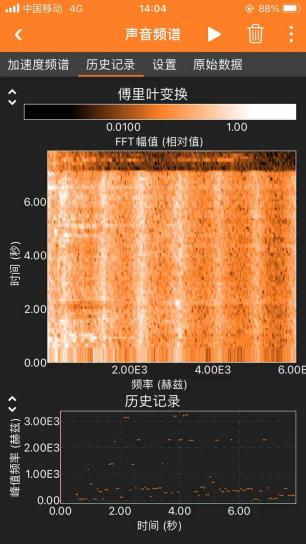 中国移动 4G 14:04 88%
声音频谱
加速度频谱 历史记录 设置 原始数据
傅里叶变换
0.0100 1.00
FFT幅值 (相对值)
6.00
4.00
2.00
0.00
时间 (秒)
2.00E3 4.00E3 6.00E
频率 (赫兹)
历史记录
3.00E3
2.00E3
1.00E3
0.00
峰值频率 (赫兹)
0.00 2.00 4.00 6.00
时间 (秒)